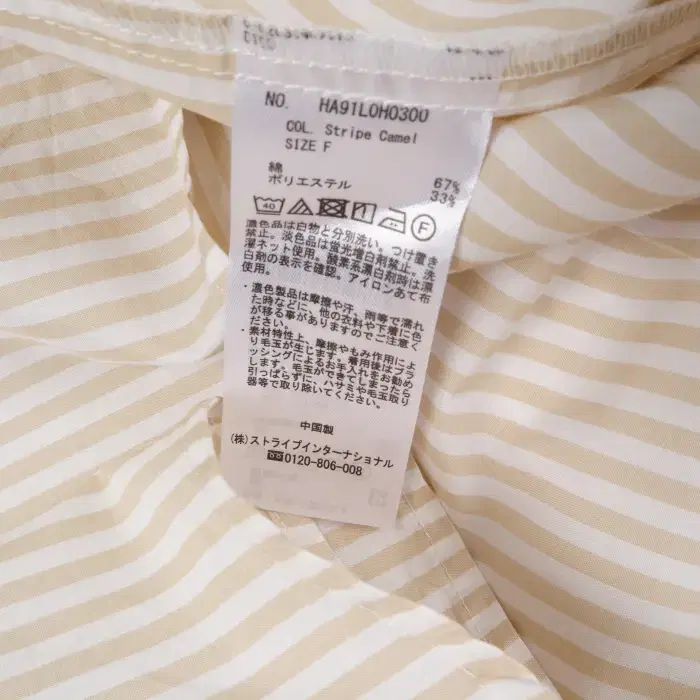 NO. HA91L0H0300
COL. Stripe Camel
SIZE F
綿 67%
ポリエステル 33%
40 F
濃色品は白物と分別洗い。つけ置き
禁止。淡色品は蛍光増白剤禁止。洗
濯ネット使用。酸素系漂白剤時は漂
白剤の表示を確認。アイロンあて布
使用。
・濃色製品は摩擦や汗、雨等で濡れ
た時などに、他の衣料や下着に色
が移る事がありますのでご注意く
ださい。
・素材特性上、摩擦やもみ作用によ
り毛玉が生じます。着用後はブラ
ッシングによるお手入れをお勧め
します。毛玉ができてしまったら
引っぱらずに、ハサミや毛玉取り
器等で取り除いてください。
中国製
(株)ストライプインターナショナル
0120-806-008